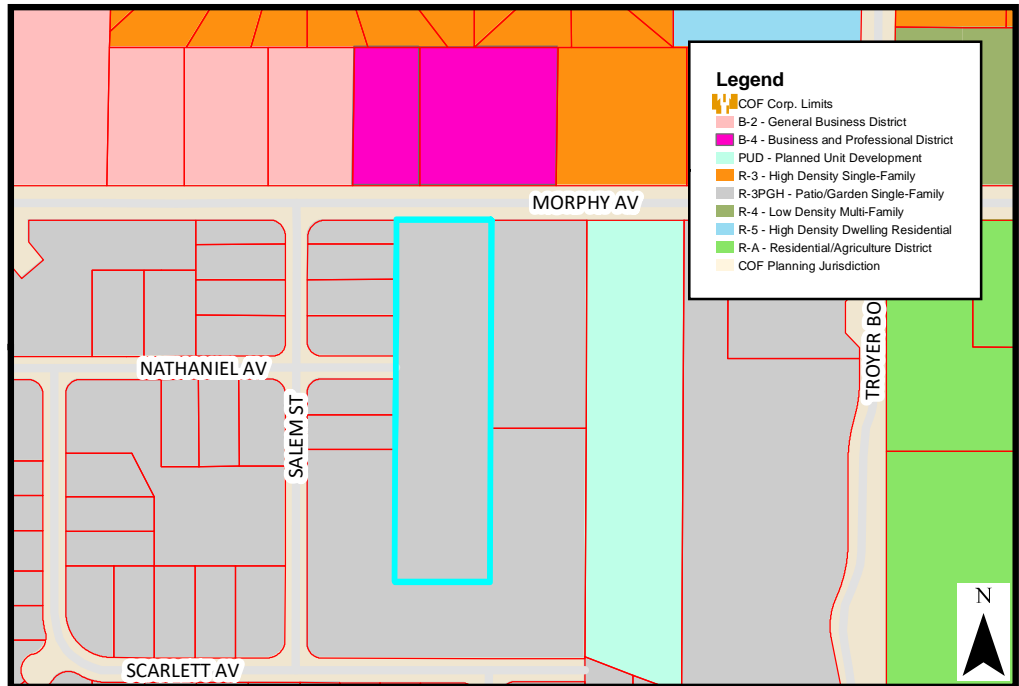 Legend
COF Corp. Limits
B-2 - General Business District
B-4 - Business and Professional District
PUD - Planned Unit Development
R-3 - High Density Single-Family
R-3PGH - Patio/Garden Single-Family
R-4 - Low Density Multi-Family
R-5 - High Density Dwelling Residential
R-A - Residential/Agriculture District
COF Planning Jurisdiction
MORPHY AV
TROYER BO
NATHANIEL AV
SALEM ST
SCARLETT AV
N